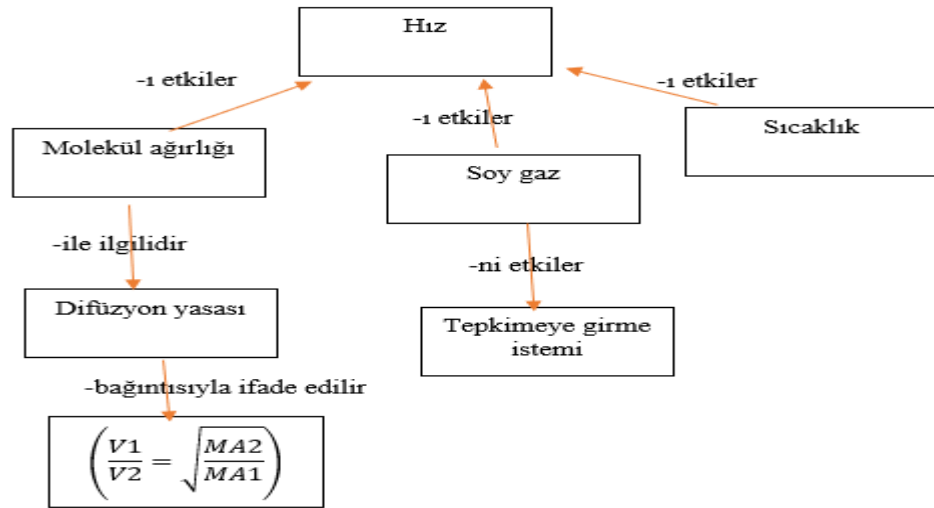 Hız
-ı etkiler
-ı etkiler
-ı etkiler
Molekül ağırlığı
Soy gaz
Sıcaklık
-ile ilgilidir
-ni etkiler
Difüzyon yasası
Tepkimeye girme
istemi
-bağıntısıyla ifade edilir
(V1/V2 = √(MA2/MA1))